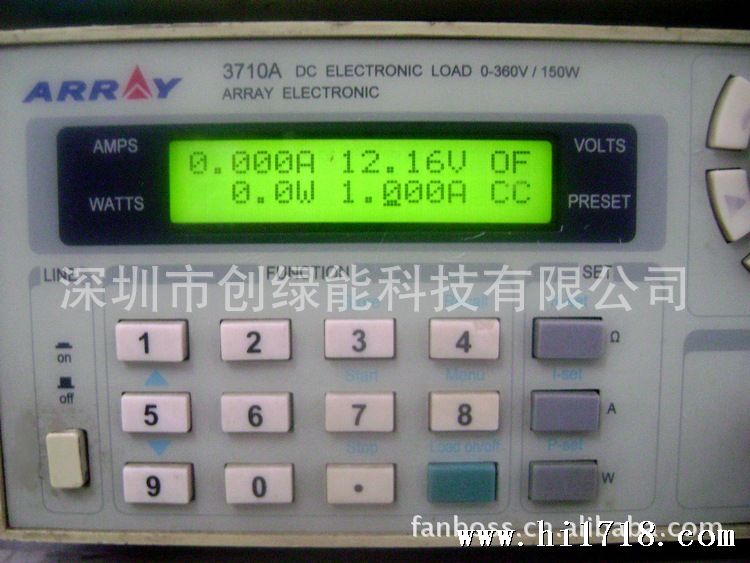 ARRAY
3710A DC ELECTRONIC LOAD 0-360V / 150W
ARRAY ELECTRONIC
AMPS
0.000A 12.16V OF
VOLTS
WATTS
0.0W 1.000A CC
PRESET
LINE
FUNCTION
SET
深圳市创绿能科技有限公司
1
2
3
4
Ω
on
off
Start
Menu
I-set
5
6
7
8
A
Stop
Load on/off
P-set
9
0
.
W
fanboss.cn.alibaba.com
www.hi1718.com